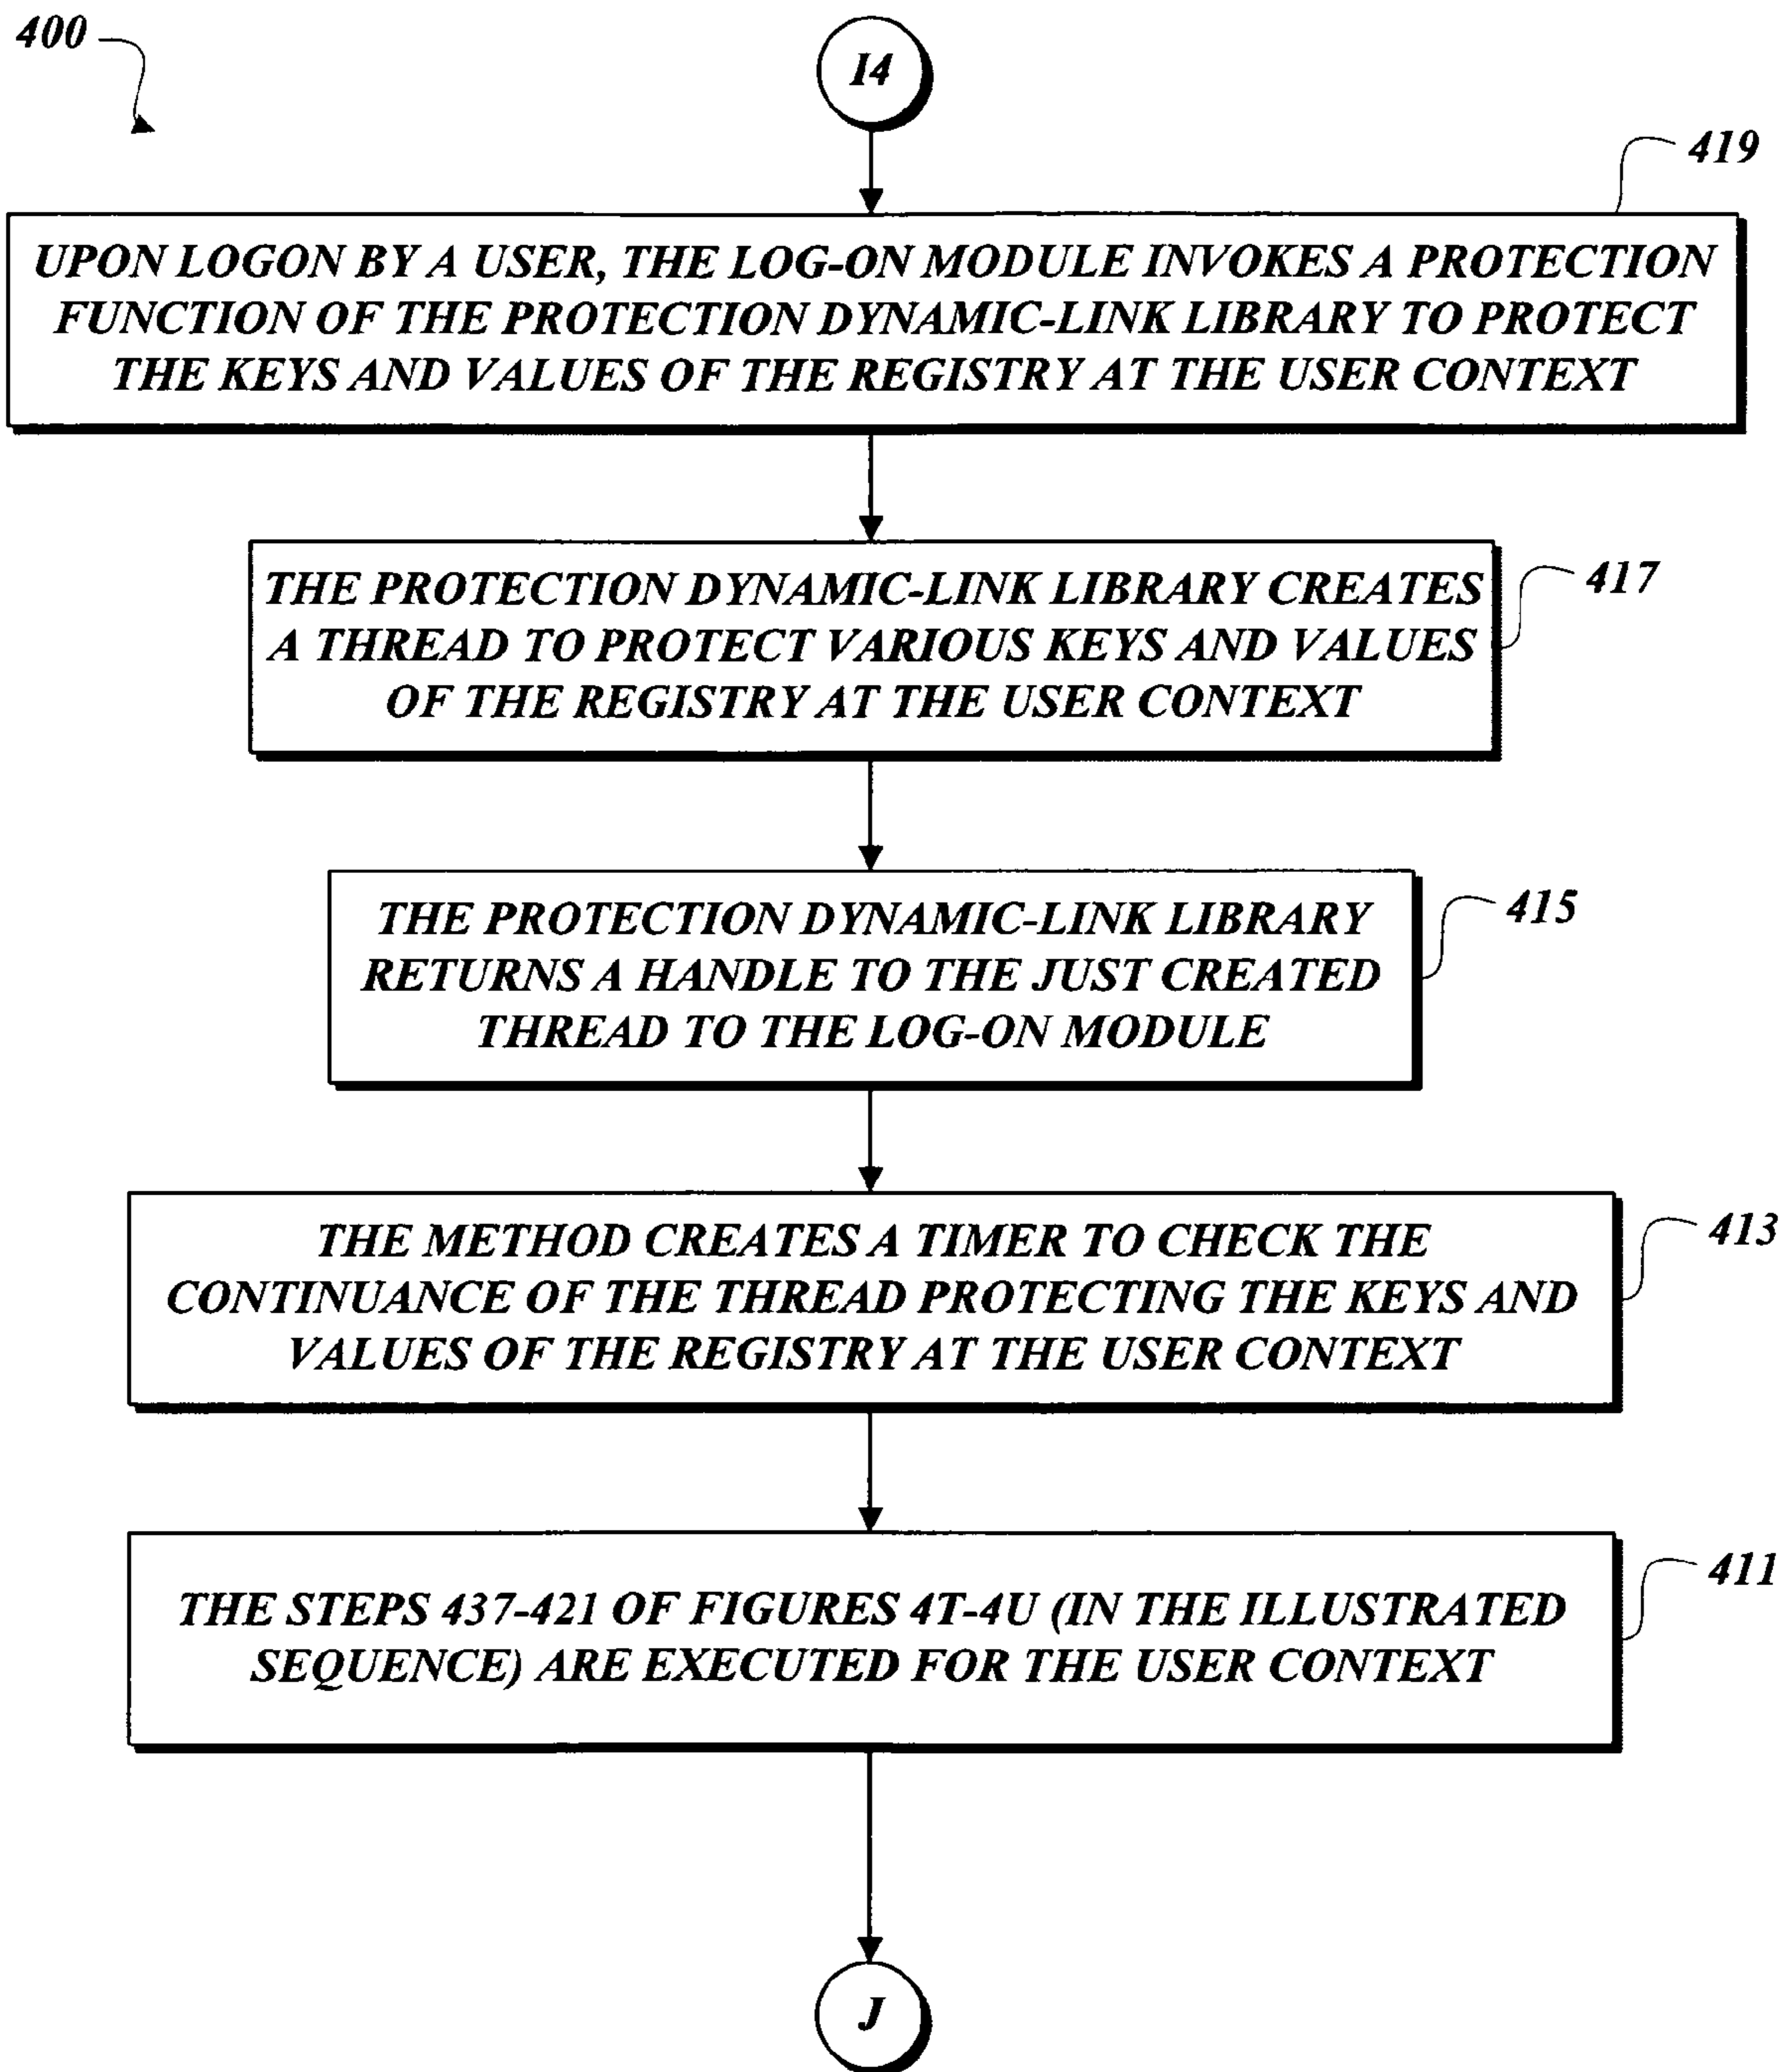 400
I4
419
UPON LOGON BY A USER, THE LOG-ON MODULE INVOKES A PROTECTION
FUNCTION OF THE PROTECTION DYNAMIC-LINK LIBRARY TO PROTECT
THE KEYS AND VALUES OF THE REGISTRY AT THE USER CONTEXT
417
THE PROTECTION DYNAMIC-LINK LIBRARY CREATES
A THREAD TO PROTECT VARIOUS KEYS AND VALUES
OF THE REGISTRY AT THE USER CONTEXT
415
THE PROTECTION DYNAMIC-LINK LIBRARY
RETURNS A HANDLE TO THE JUST CREATED
THREAD TO THE LOG-ON MODULE
413
THE METHOD CREATES A TIMER TO CHECK THE
CONTINUANCE OF THE THREAD PROTECTING THE KEYS AND
VALUES OF THE REGISTRY AT THE USER CONTEXT
411
THE STEPS 437-421 OF FIGURES 4T-4U (IN THE ILLUSTRATED
SEQUENCE) ARE EXECUTED FOR THE USER CONTEXT
J